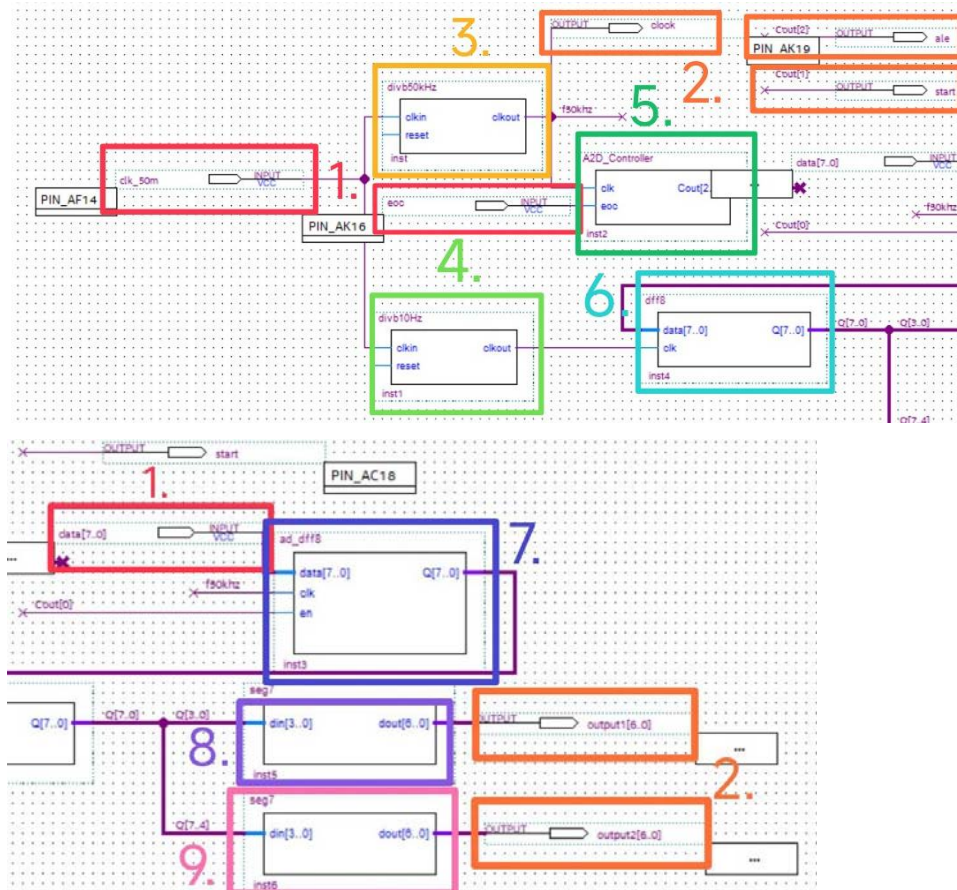 OUTPUT clock
Cout[2] OUTPUT ale
PIN_AK19
3.
2.
Cout[1] OUTPUT start
divb50kHz
clkin clkout
reset
inst
f50khz
5.
A2D_Controller
clk Cout[2.
eoc
inst2
data[7..0] INPUT
VCC
f50khz
Cout[0]
clk_50m INPUT
VCC
1.
PIN_AF14
eoc INPUT
VCC
PIN_AK16
4.
divb10Hz
clkin clkout
reset
inst1
6.
dff8
data[7..0] Q[7..0]
clk
inst4
Q[7..0] Q[3..0]
Q[7..4]
OUTPUT start
PIN_AC18
1.
data[7..0] INPUT
VCC
...
ad_dff8
7.
data[7..0] Q[7..0]
f50khz clk
Cout[0] en
inst3
seg7
Q[7..0] Q[7..0] Q[3..0] din[3..0] dout[6..0] OUTPUT output1[6..0]
8.
inst5
...
2.
seg7
Q[7..4] din[3..0] dout[6..0] OUTPUT output2[6..0]
9.
inst6
...